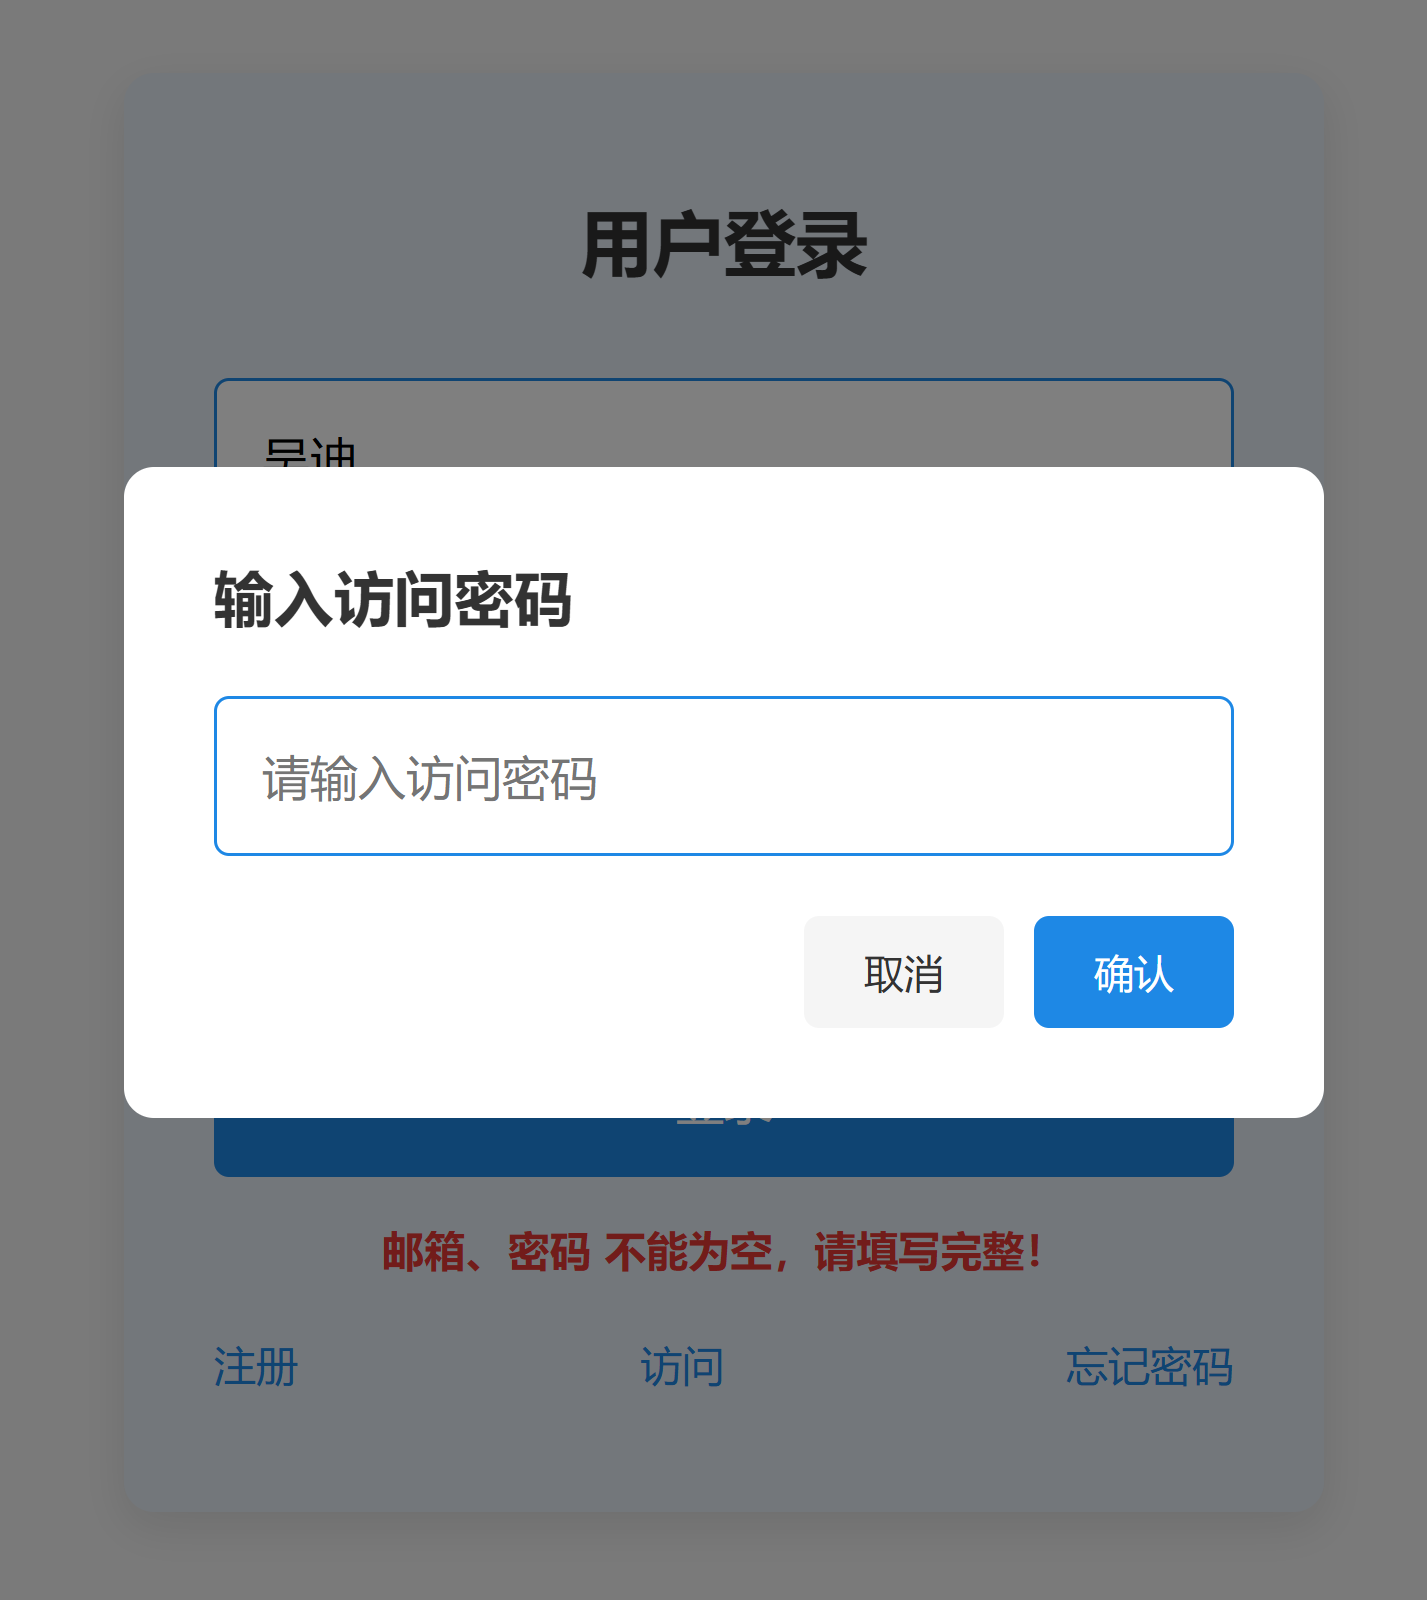 用户登录
输入访问密码
请输入访问密码
取消
确认
邮箱、密码 不能为空，请填写完整！
注册
访问
忘记密码